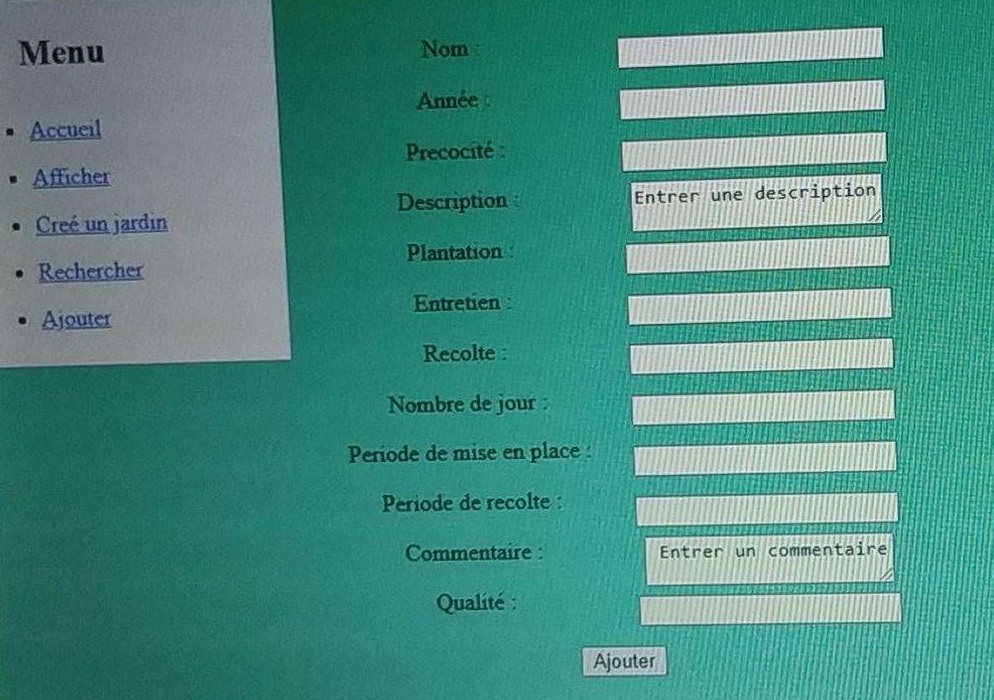 Menu
Accueil
Afficher
Creé un jardin
Rechercher
Ajouter
Nom :
Année :
Precocité :
Description :
Entrer une description
Plantation :
Entretien :
Recolte :
Nombre de jour :
Periode de mise en place :
Periode de recolte :
Commentaire :
Entrer un commentaire
Qualité :
Ajouter